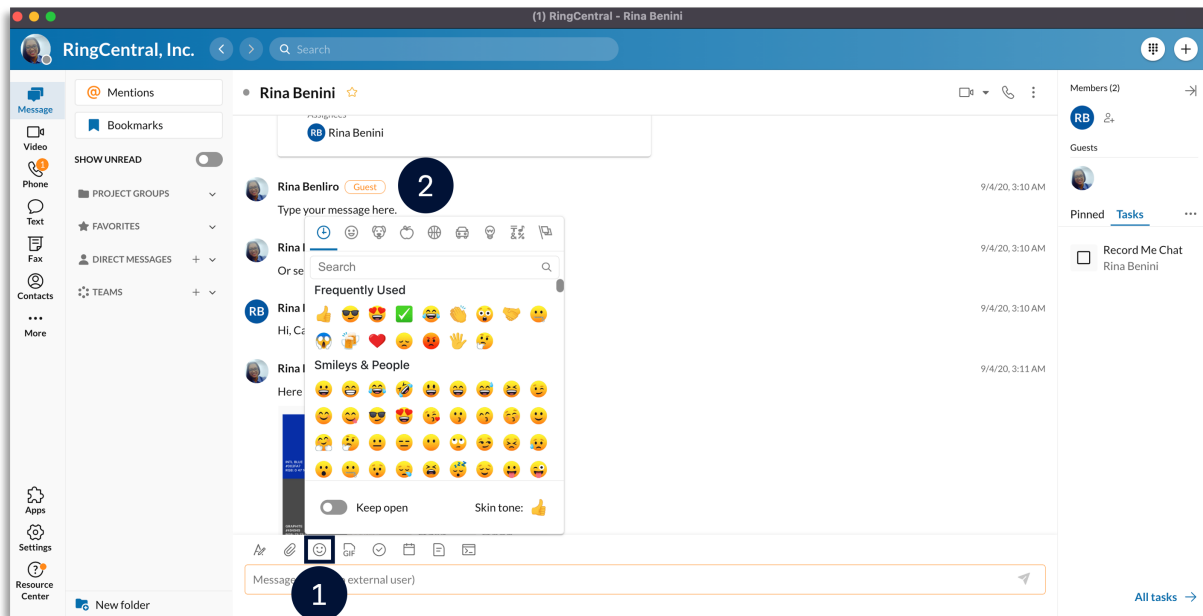 (1) RingCentral - Rina Benini
RingCentral, Inc.
Search
Message
Video
1
Phone
Text
Fax
Contacts
More
Apps
Settings
Resource
Center
@ Mentions
Bookmarks
SHOW UNREAD
PROJECT GROUPS
FAVORITES
DIRECT MESSAGES +
TEAMS +
New folder
Rina Benini
Assignees
RB Rina Benini
2
Rina Benliro Guest 9/4/20, 3:10 AM
Type your message here.
Rina 9/4/20, 3:10 AM
Or se
RB Rina 9/4/20, 3:10 AM
Hi, Ca
Rina 9/4/20, 3:11 AM
Here
Search
Frequently Used
Smileys & People
Keep open Skin tone:
GIF
Message external user)
1
Members (2)
RB
Guests
Pinned Tasks
Record Me Chat
Rina Benini
All tasks